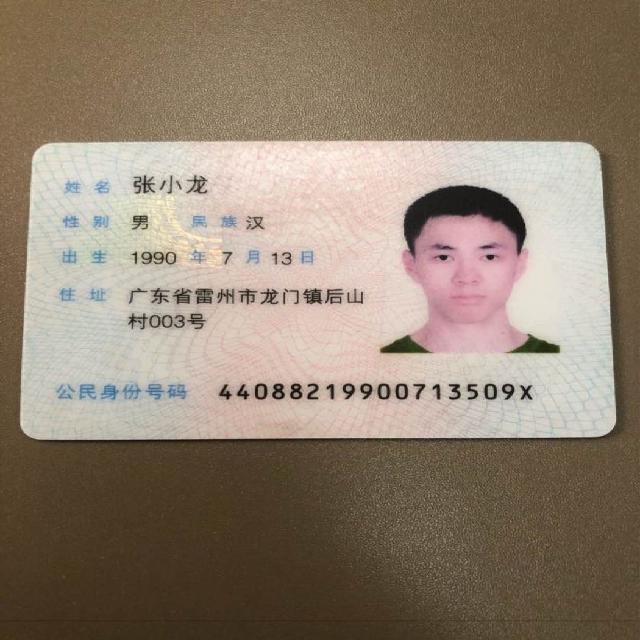 姓名 张小龙
性别 男 民族 汉
出生 1990 年 7 月 13 日
住址 广东省雷州市龙门镇后山
村003号
公民身份号码 44088219900713509X